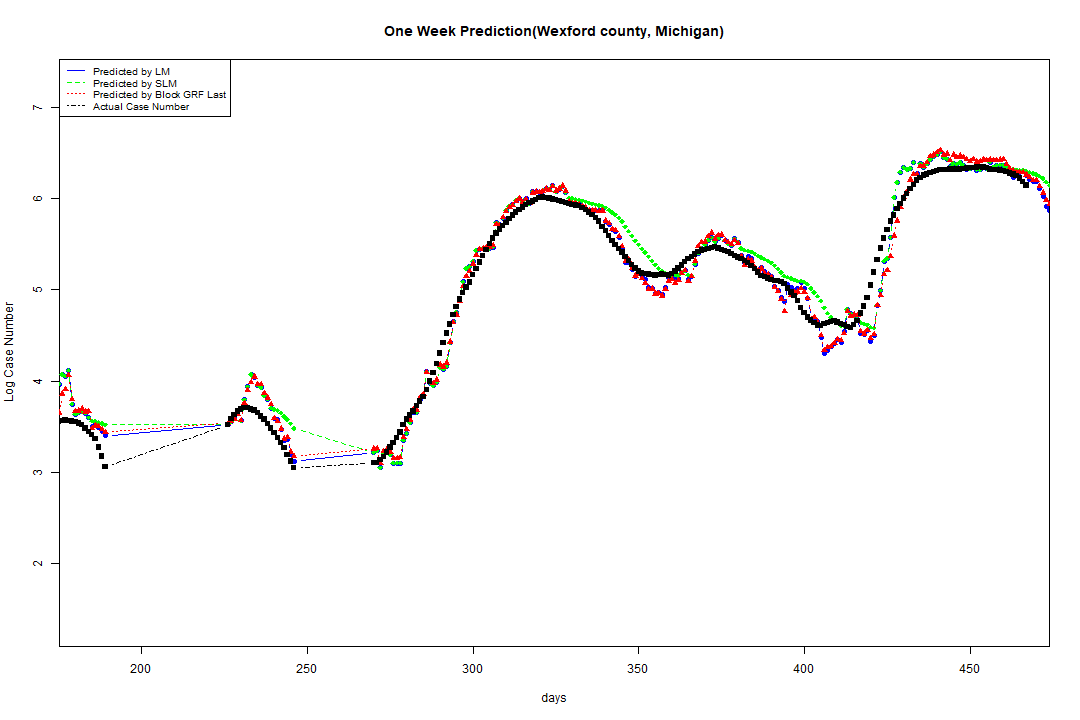 One Week Prediction(Wexford county, Michigan)
Predicted by LM
Predicted by SLM
Predicted by Block GRF Last
Actual Case Number
7
6
5
4
3
2
Log Case Number
200 250 300 350 400 450
days